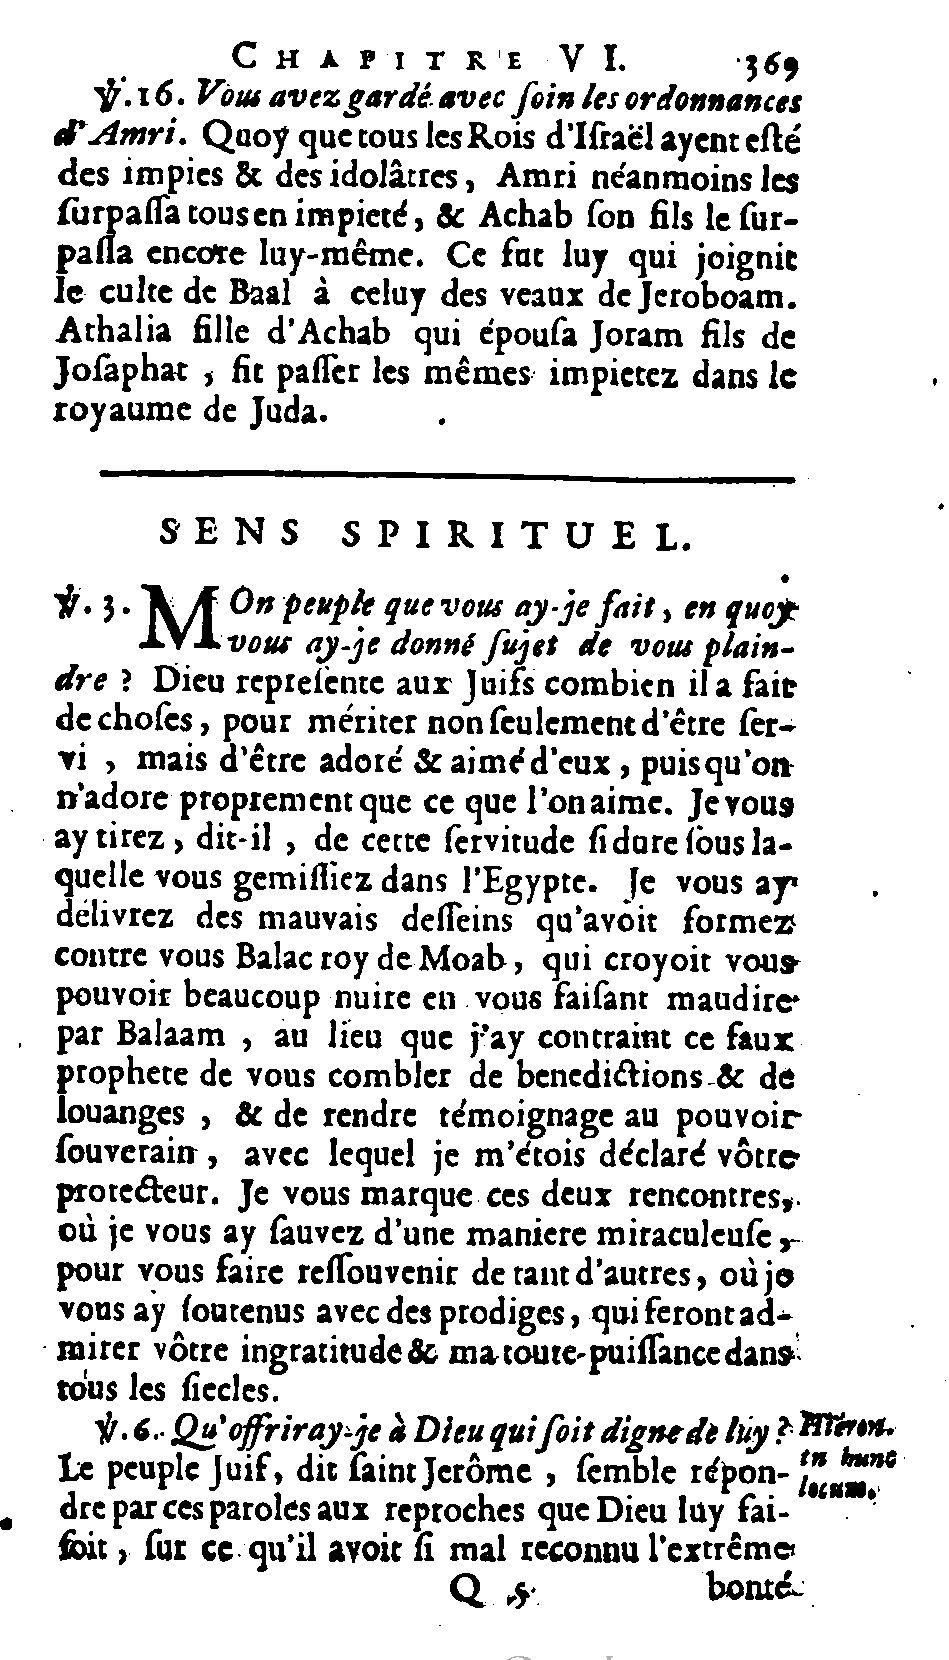 CHAPITRE VI. 369
℣. 16. Vous avez gardé avec ſoin les ordonnances
d'Amri. Quoy que tous les Rois d'Iſraël ayent eſté
des impies & des idolâtres, Amri néanmoins les
ſurpaſſa tous en impieté, & Achab ſon fils le ſur-
paſſa encore luy-même. Ce fut luy qui joignit
le culte de Baal à celuy des veaux de Jeroboam.
Athalia fille d'Achab qui épouſa Joram fils de
Joſaphat, fit paſſer les mêmes impietez dans le
royaume de Juda.
SENS SPIRITUEL.
℣. 3. MOn peuple que vous ay-je fait, en quoy
vous ay-je donné ſujet de vous plain-
dre? Dieu repreſente aux Juifs combien il a fait
de choſes, pour mériter non ſeulement d'être ſer-
vi, mais d'être adoré & aimé d'eux, puisqu'on
n'adore proprement que ce que l'on aime. Je vous
ay tirez, dit-il, de cette ſervitude ſi dure ſous la-
quelle vous gemiſſiez dans l'Egypte. Je vous ay
délivrez des mauvais deſſeins qu'avoit formez
contre vous Balac roy de Moab, qui croyoit vous
pouvoir beaucoup nuire en vous faiſant maudire
par Balaam, au lieu que j'ay contraint ce faux
prophete de vous combler de benedictions & de
louanges, & de rendre témoignage au pouvoir
ſouverain, avec lequel je m'étois déclaré vôtre
protecteur. Je vous marque ces deux rencontres,
où je vous ay ſauvez d'une maniere miraculeuſe,
pour vous faire reſſouvenir de tant d'autres, où je
vous ay ſoutenus avec des prodiges, qui feront ad-
mirer vôtre ingratitude & ma toute-puiſſance dans
tous les ſiecles.
℣. 6. Qu'offriray-je à Dieu qui ſoit digne de luy? Hieron.
Le peuple Juif, dit ſaint Jerôme, ſemble répon- in hunc
dre par ces paroles aux reproches que Dieu luy fai- locum.
ſoit, ſur ce qu'il avoit ſi mal reconnu l'extrême
Q 5 bonté